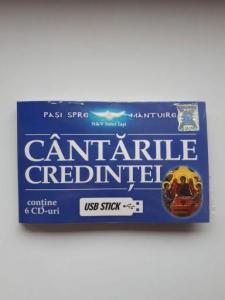 PAȘI SPRE MÂNTUIRE
CÂNTĂRILE
CREDINȚEI
conține
6 CD-uri
USB STICK